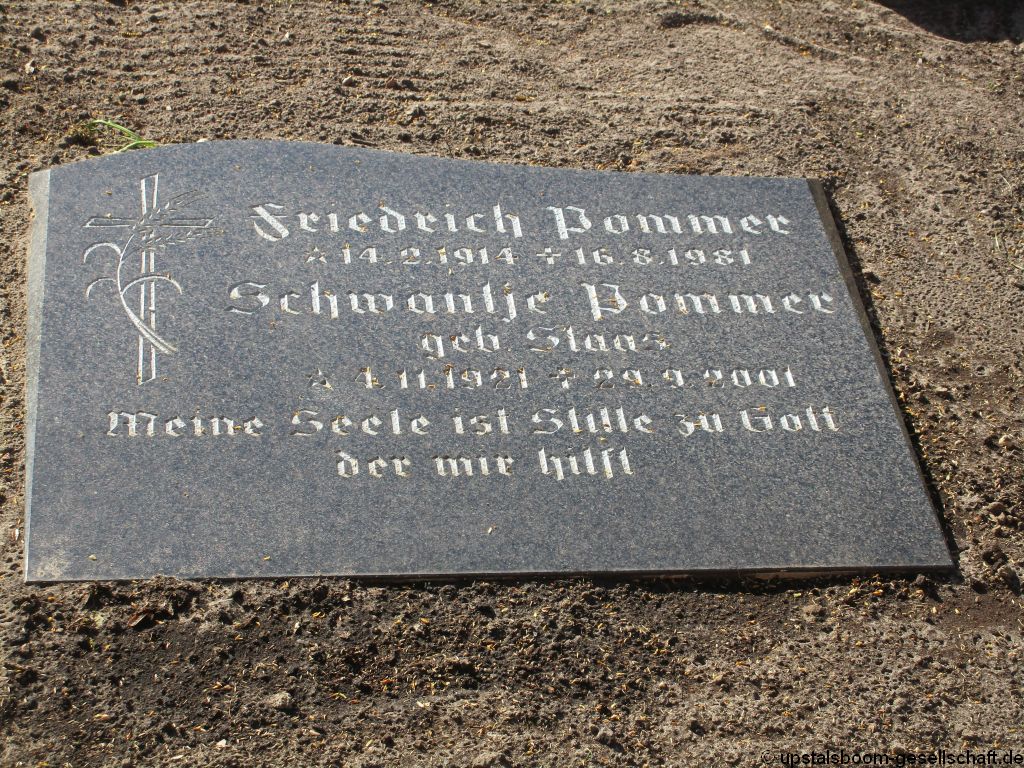 Friedrich Pommer
* 14.2.1914 ✝ 16.8.1981
Schwantje Pommer
geb. Staas
* 4.11.1921 ✝ 29.9.2001
Meine Seele ist Stille zu Gott
der mir hilft
© upstalsboom-gesellschaft.de